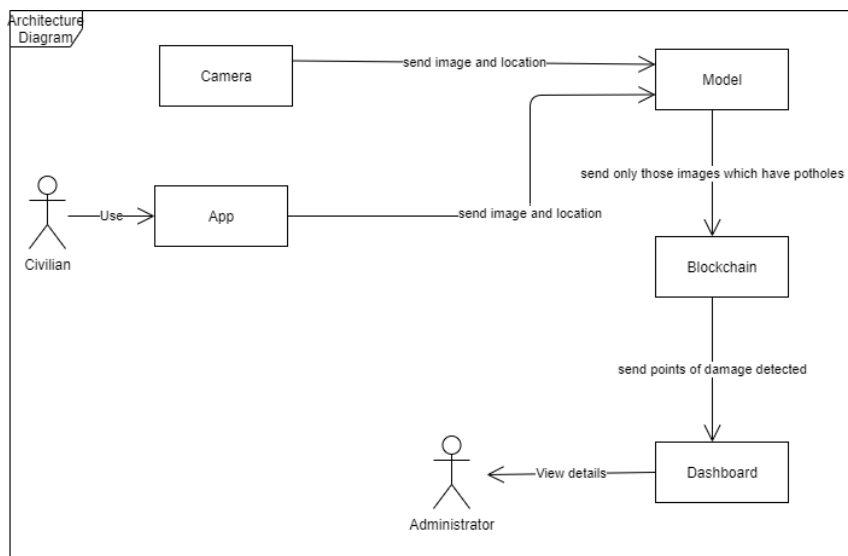 Architecture
Diagram
Camera
send image and location
Model
send only those images which have potholes
Use
App
send image and location
Civilian
Blockchain
send points of damage detected
View details
Dashboard
Administrator